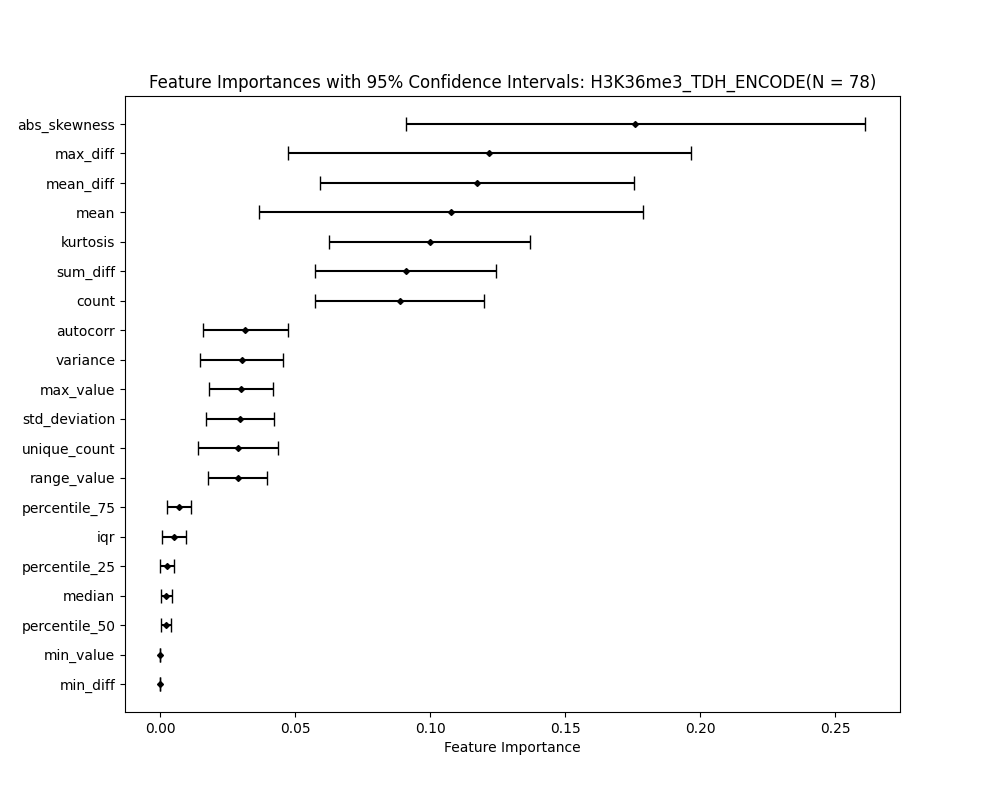 Feature Importances with 95% Confidence Intervals: H3K36me3_TDH_ENCODE(N = 78)
abs_skewness
max_diff
mean_diff
mean
kurtosis
sum_diff
count
autocorr
variance
max_value
std_deviation
unique_count
range_value
percentile_75
iqr
percentile_25
median
percentile_50
min_value
min_diff
0.00 0.05 0.10 0.15 0.20 0.25
Feature Importance